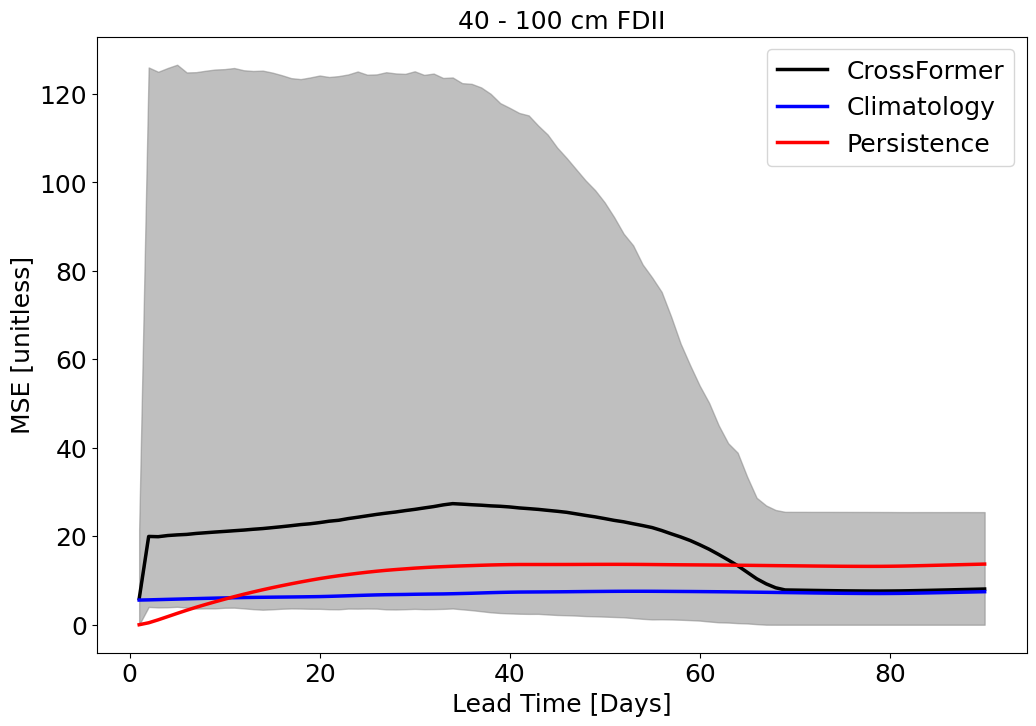 40 - 100 cm FDII
CrossFormer
Climatology
Persistence
MSE [unitless]
120
100
80
60
40
20
0
0 20 40 60 80
Lead Time [Days]